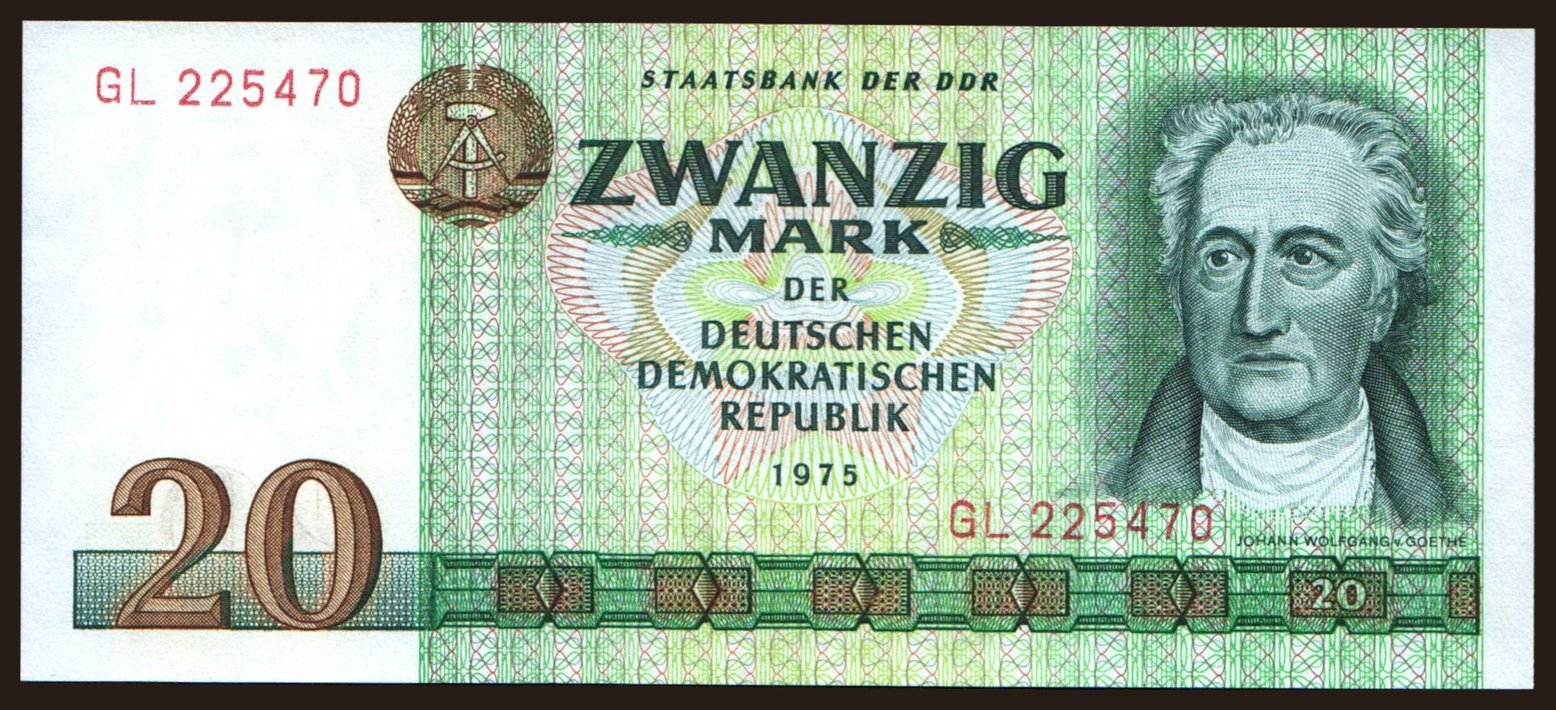 GL 225470
STAATSBANK DER DDR
ZWANZIG
MARK
DER
DEUTSCHEN
DEMOKRATISCHEN
REPUBLIK
1975
GL 225470
JOHANN WOLFGANG v. GOETHE
20
20